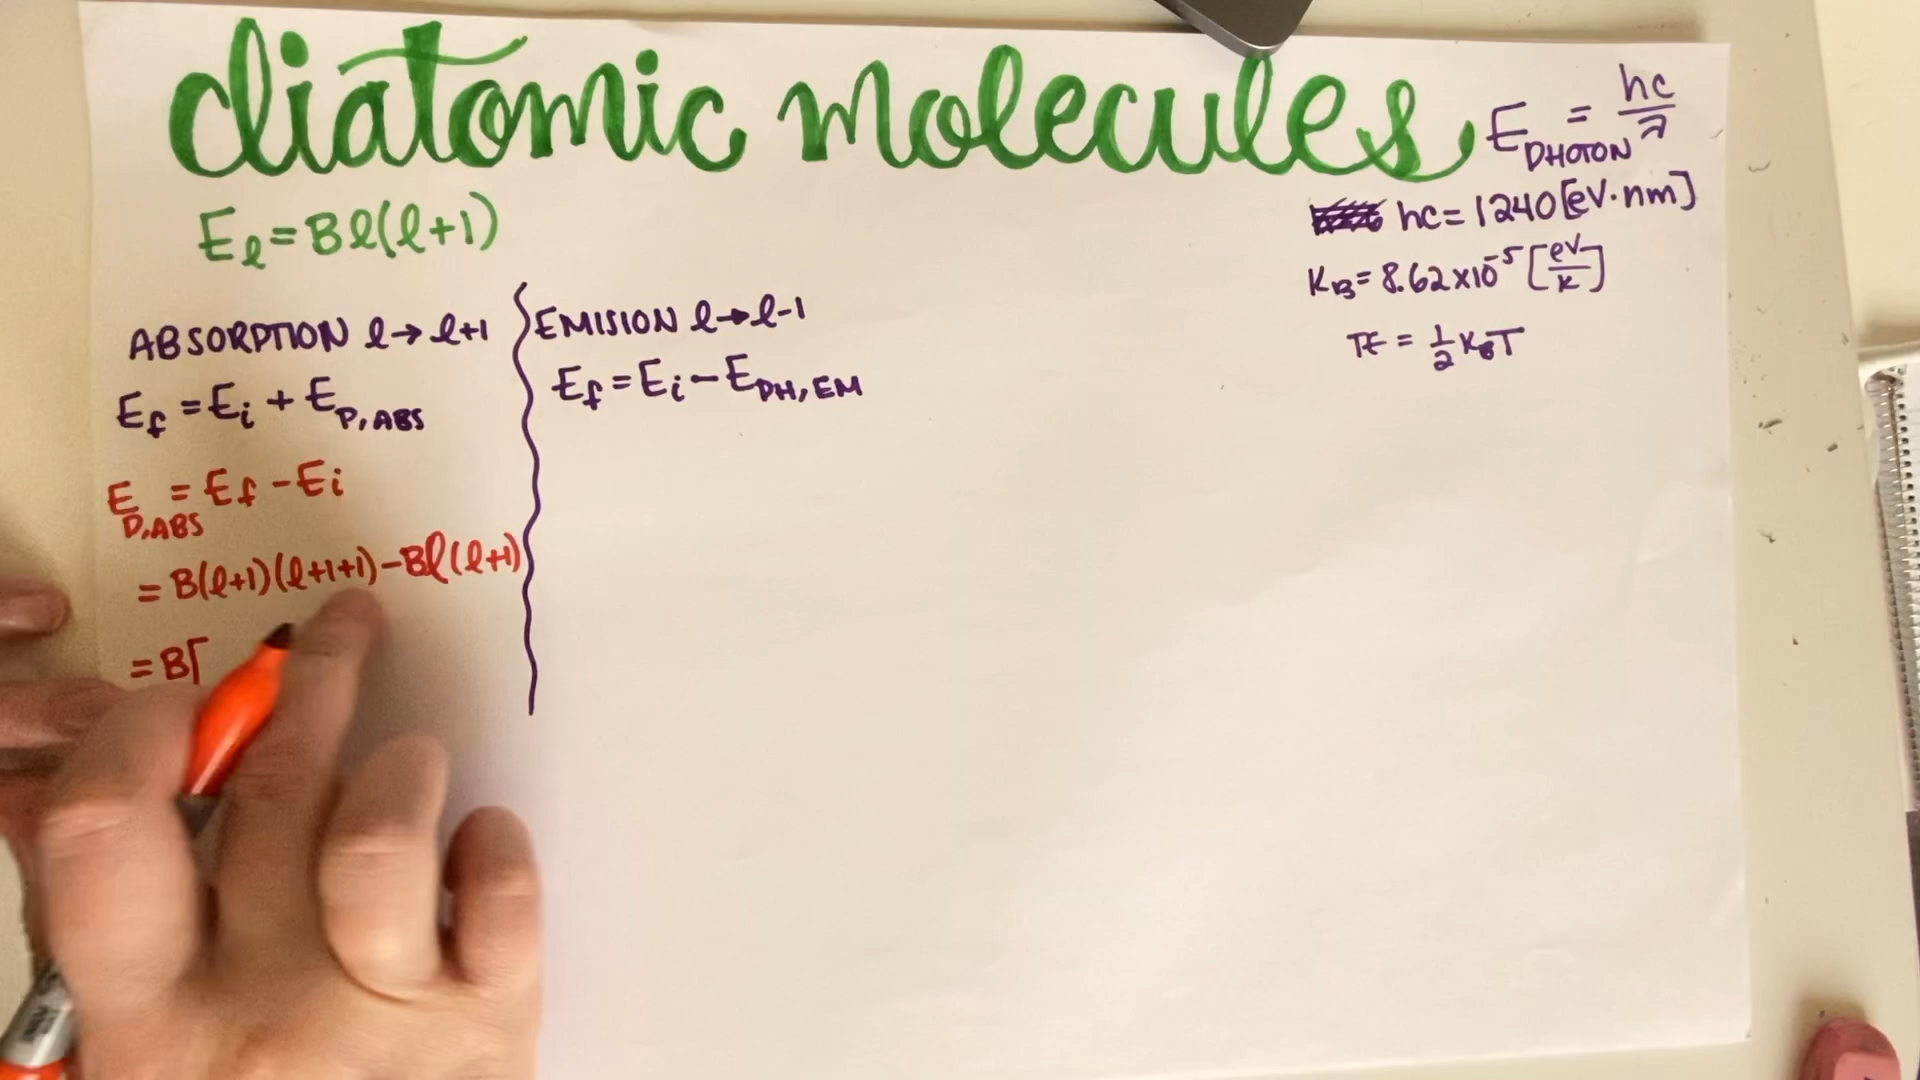 diatomic molecules
E_PHOTON = hc/λ
hc = 1240 [eV·nm]
K_B = 8.62x10^-5 [eV/K]
TE = 1/2 K_B T
E_ℓ = Bℓ(ℓ+1)
ABSORPTION ℓ→ℓ+1
E_f = E_i + E_P,ABS
E_P,ABS = E_f - E_i
= B(ℓ+1)(ℓ+1+1) - Bℓ(ℓ+1)
= B[
EMISION ℓ→ℓ-1
E_f = E_i - E_PH,EM